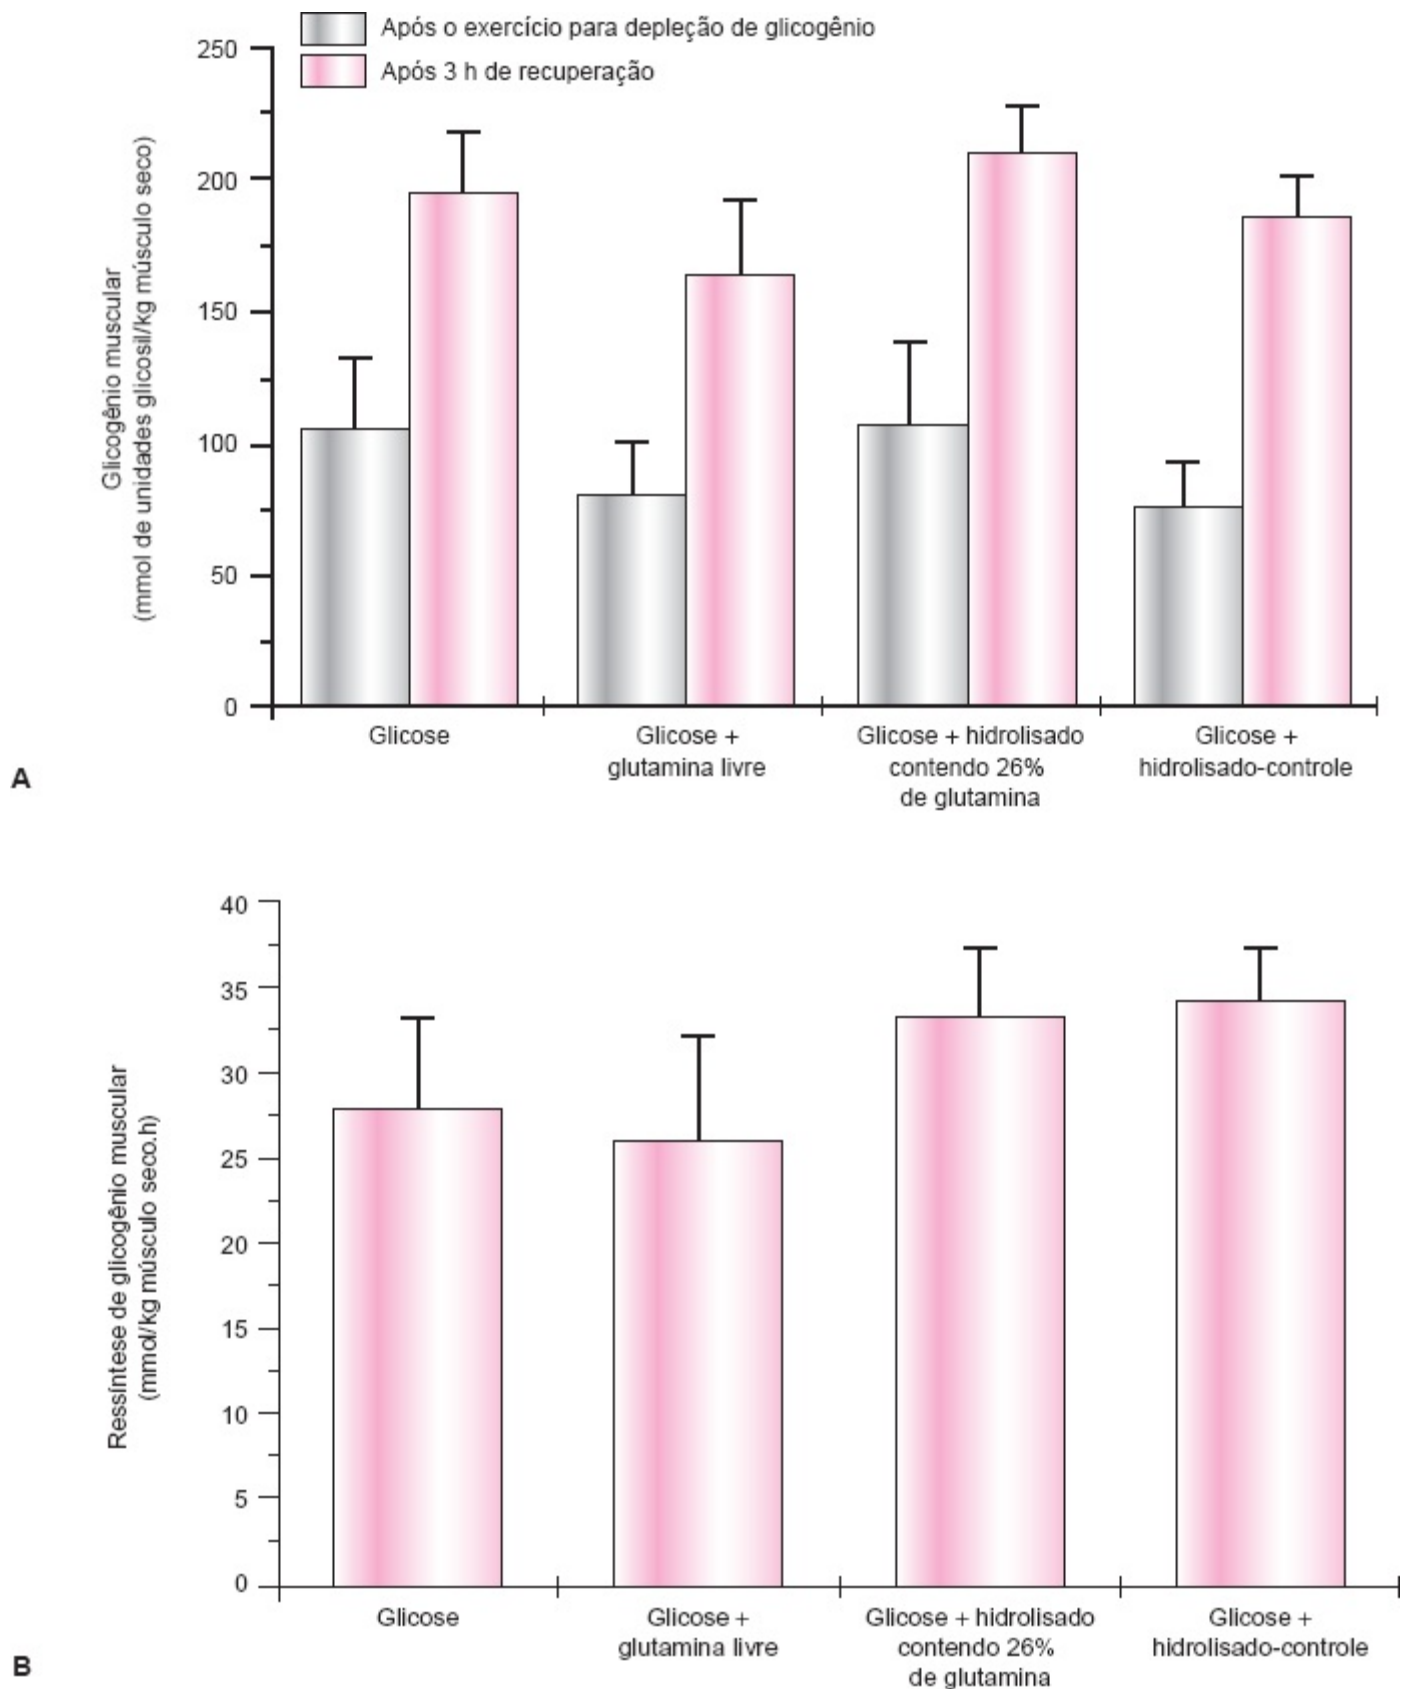 Após o exercício para depleção de glicogênio
Após 3 h de recuperação
Glicogênio muscular
(mmol de unidades glicosil/kg músculo seco)
250
200
150
100
50
0
Glicose
Glicose +
glutamina livre
Glicose + hidrolisado
contendo 26%
de glutamina
Glicose +
hidrolisado-controle
A
Ressíntese de glicogênio muscular
(mmol/kg músculo seco.h)
40
35
30
25
20
15
10
5
0
Glicose
Glicose +
glutamina livre
Glicose + hidrolisado
contendo 26%
de glutamina
Glicose +
hidrolisado-controle
B